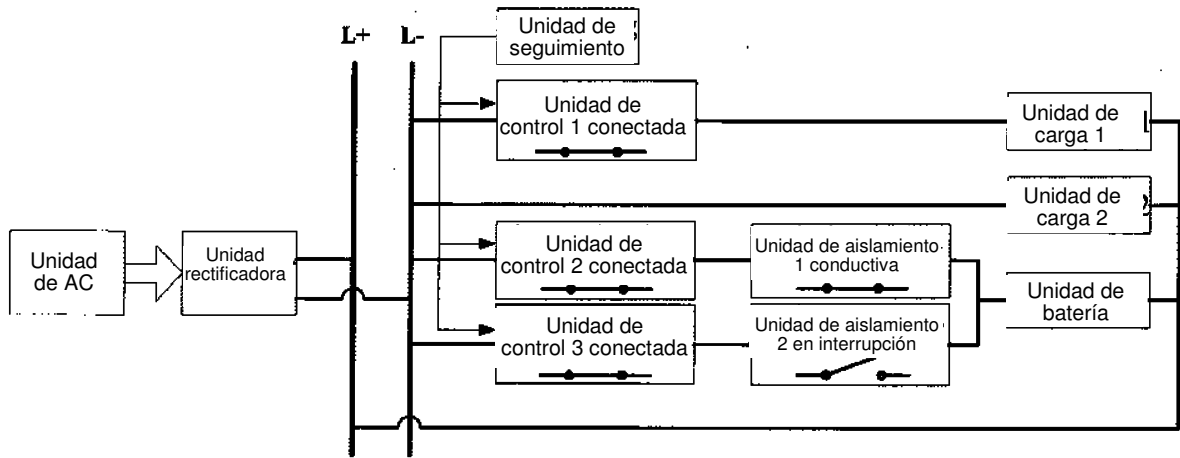 L+
L-
Unidad de
seguimiento
Unidad de
control 1 conectada
Unidad de
carga 1
Unidad de
carga 2
Unidad
de AC
Unidad
rectificadora
Unidad de
control 2 conectada
Unidad de aislamiento
1 conductiva
Unidad de
batería
Unidad de
control 3 conectada
Unidad de aislamiento
2 en interrupción